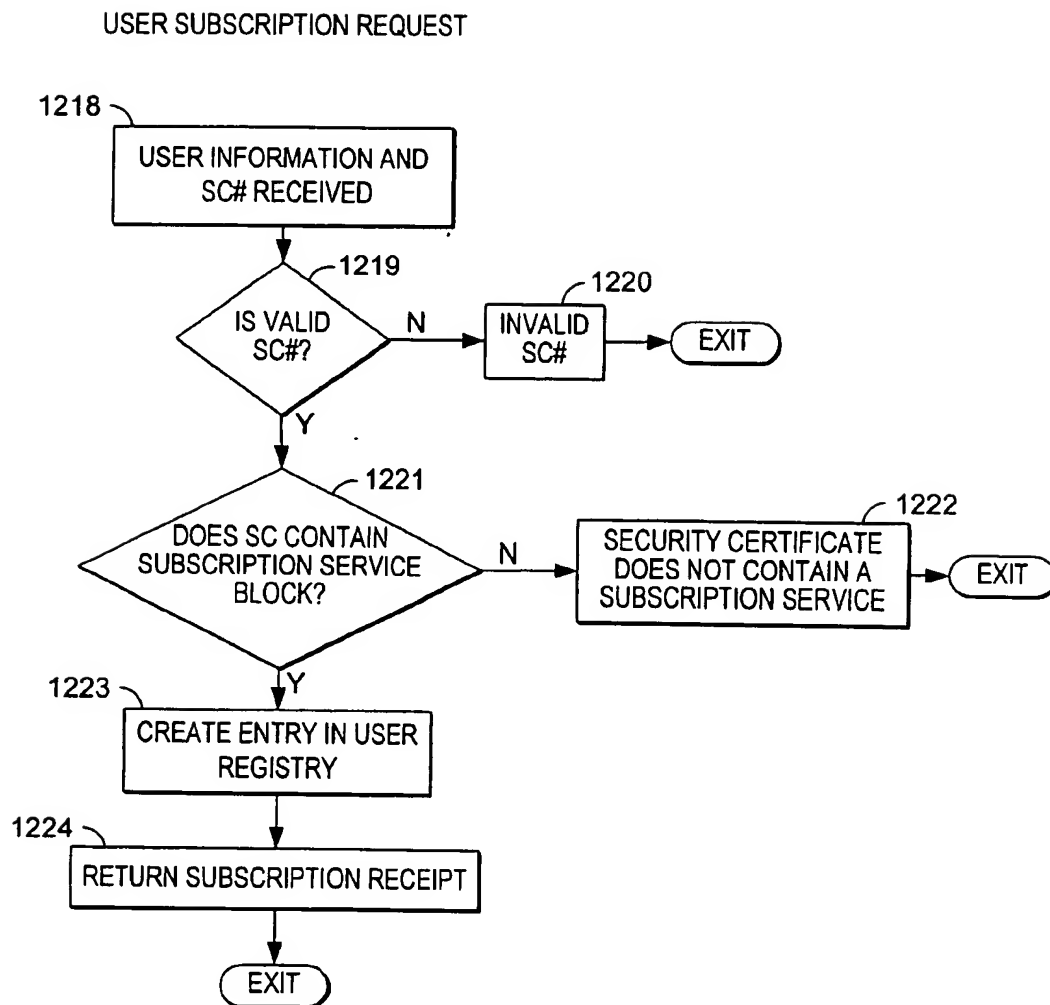 USER SUBSCRIPTION REQUEST
1218
USER INFORMATION AND
SC# RECEIVED
1219
IS VALID
SC#?
N
1220
INVALID
SC#
EXIT
Y
1221
DOES SC CONTAIN
SUBSCRIPTION SERVICE
BLOCK?
N
1222
SECURITY CERTIFICATE
DOES NOT CONTAIN A
SUBSCRIPTION SERVICE
EXIT
Y
1223
CREATE ENTRY IN USER
REGISTRY
1224
RETURN SUBSCRIPTION RECEIPT
EXIT